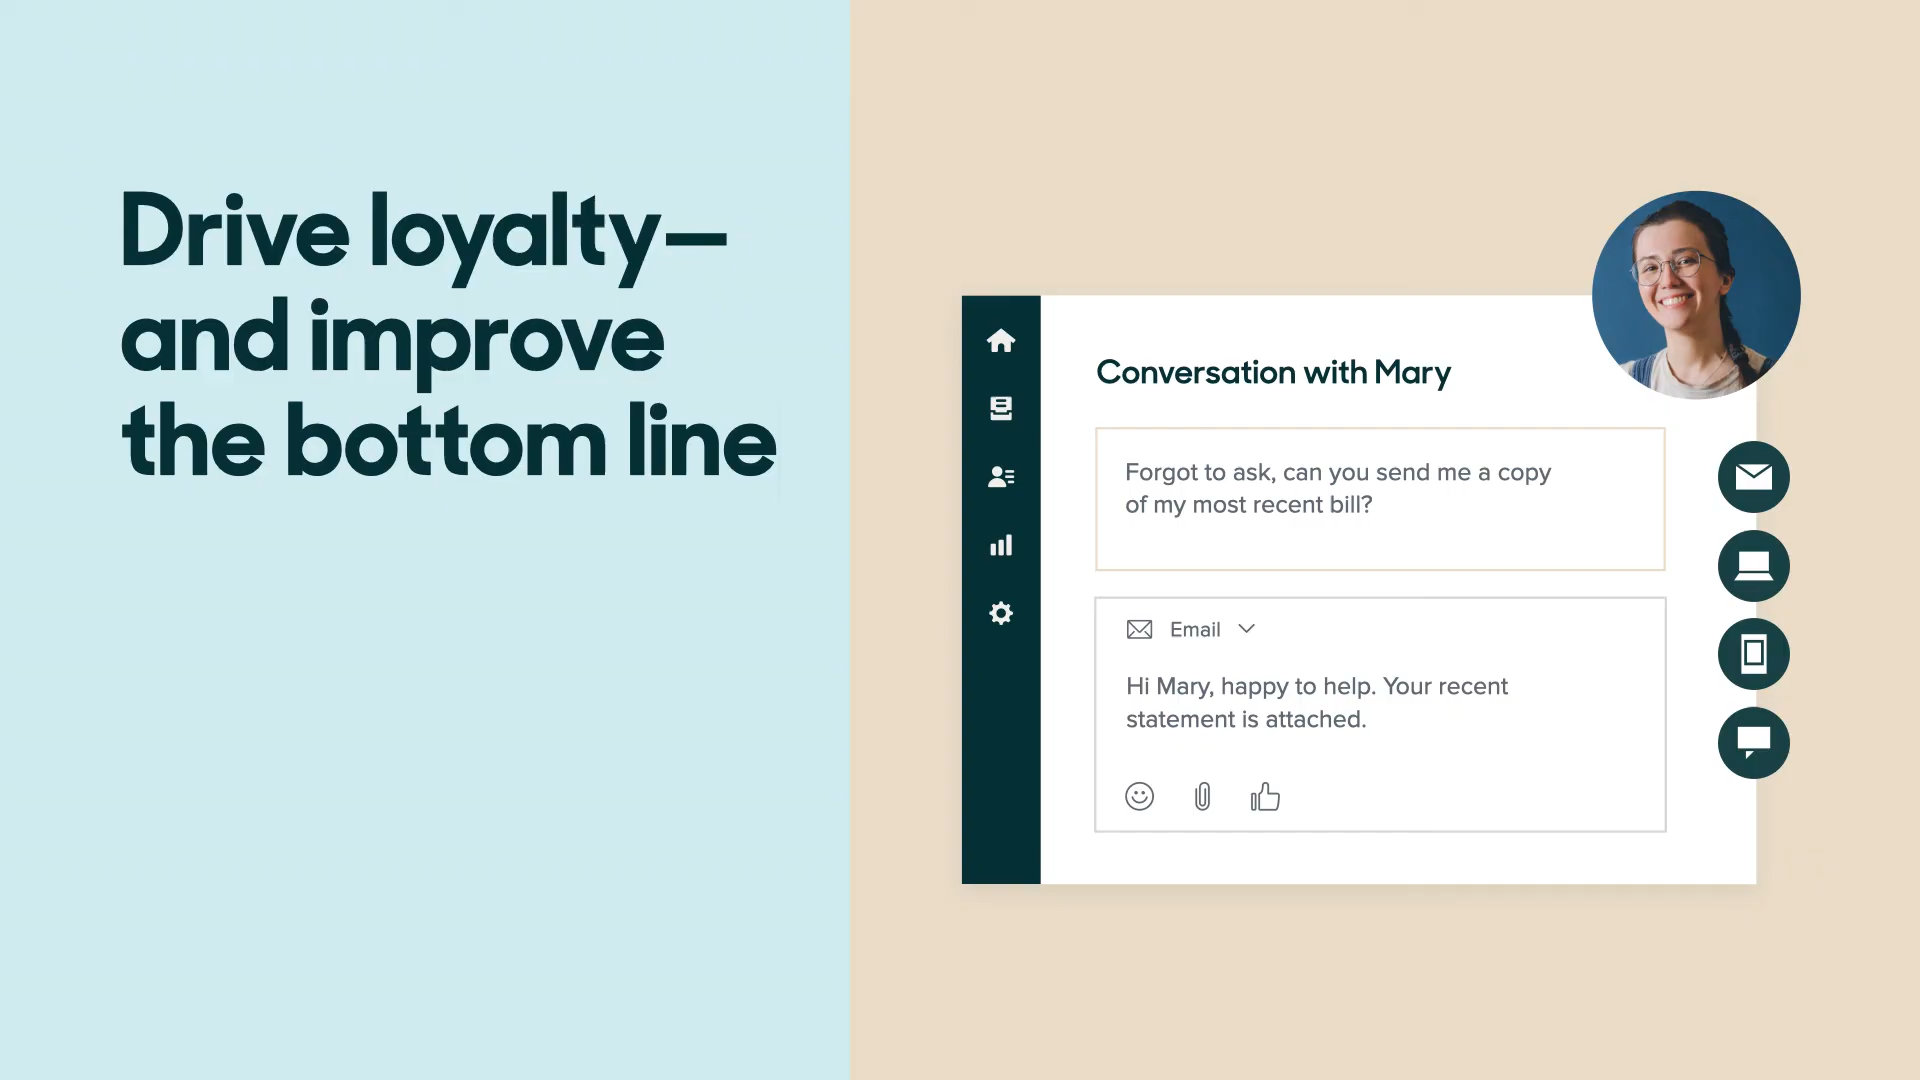 Drive loyalty—
and improve
the bottom line
Conversation with Mary
Forgot to ask, can you send me a copy
of my most recent bill?
Email
Hi Mary, happy to help. Your recent
statement is attached.